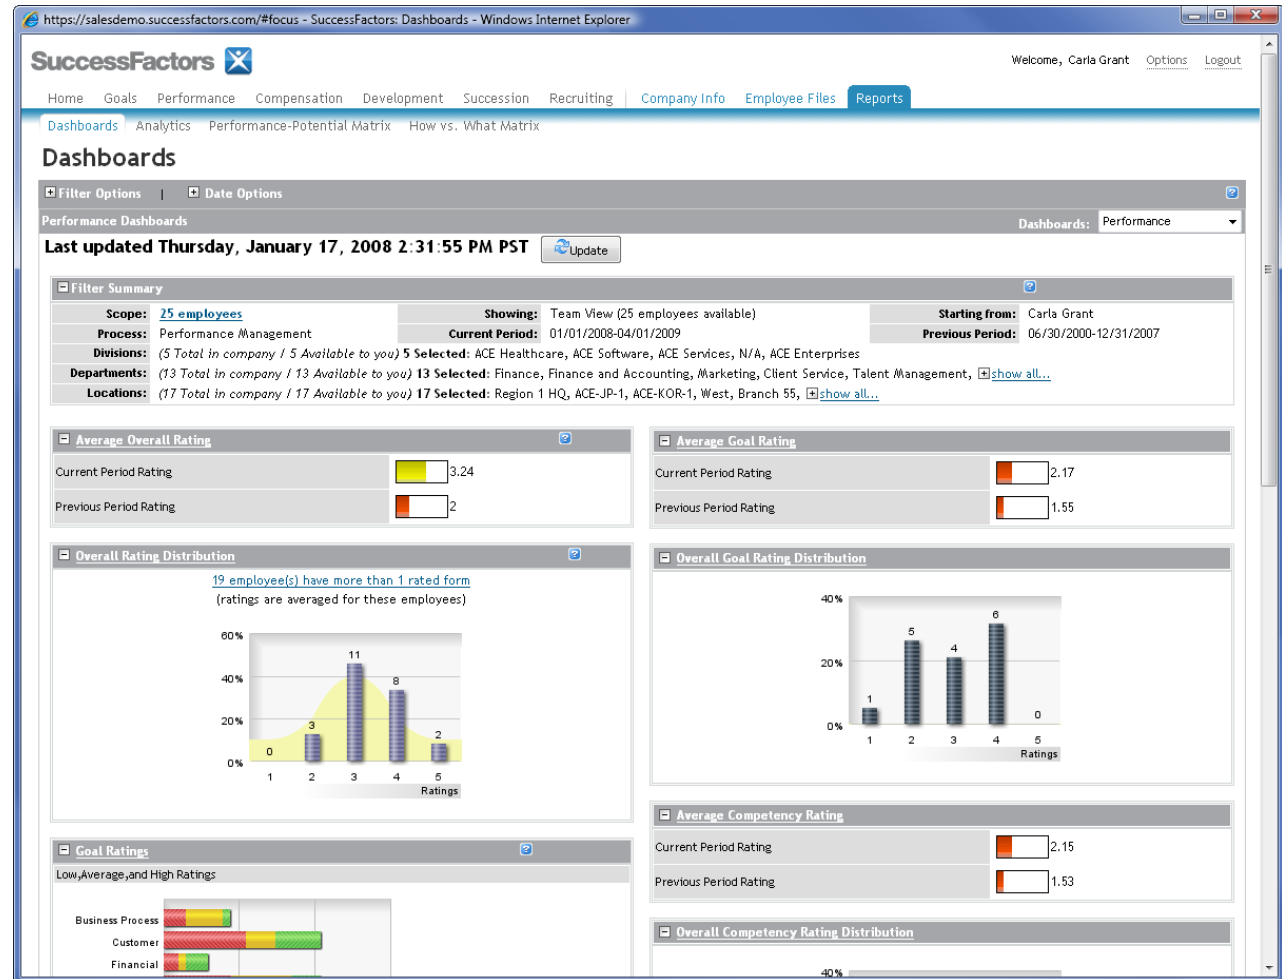 https://salesdemo.successfactors.com/#focus - SuccessFactors: Dashboards - Windows Internet Explorer
SuccessFactors
Welcome, Carla Grant Options Logout
Home Goals Performance Compensation Development Succession Recruiting Company Info Employee Files Reports
Dashboards Analytics Performance-Potential Matrix How vs. What Matrix
Dashboards
Filter Options | Date Options
Performance Dashboards Dashboards: Performance
Last updated Thursday, January 17, 2008 2:31:55 PM PST Update
Filter Summary
Scope: 25 employees Showing: Team View (25 employees available) Starting from: Carla Grant
Process: Performance Management Current Period: 01/01/2008-04/01/2009 Previous Period: 06/30/2000-12/31/2007
Divisions: (5 Total in company / 5 Available to you) 5 Selected: ACE Healthcare, ACE Software, ACE Services, N/A, ACE Enterprises
Departments: (13 Total in company / 13 Available to you) 13 Selected: Finance, Finance and Accounting, Marketing, Client Service, Talent Management, show all...
Locations: (17 Total in company / 17 Available to you) 17 Selected: Region 1 HQ, ACE-JP-1, ACE-KOR-1, West, Branch 55, show all...
Average Overall Rating
Current Period Rating 3.24
Previous Period Rating 2
Average Goal Rating
Current Period Rating 2.17
Previous Period Rating 1.55
Overall Rating Distribution
19 employee(s) have more than 1 rated form
(ratings are averaged for these employees)
60%
11
40%
8
20%
3
2
0
0%
1 2 3 4 5
Ratings
Overall Goal Rating Distribution
40%
6
5
4
20%
1
0
0%
1 2 3 4 5
Ratings
Goal Ratings
Low,Average,and High Ratings
Business Process
Customer
Financial
Average Competency Rating
Current Period Rating 2.15
Previous Period Rating 1.53
Overall Competency Rating Distribution
40%